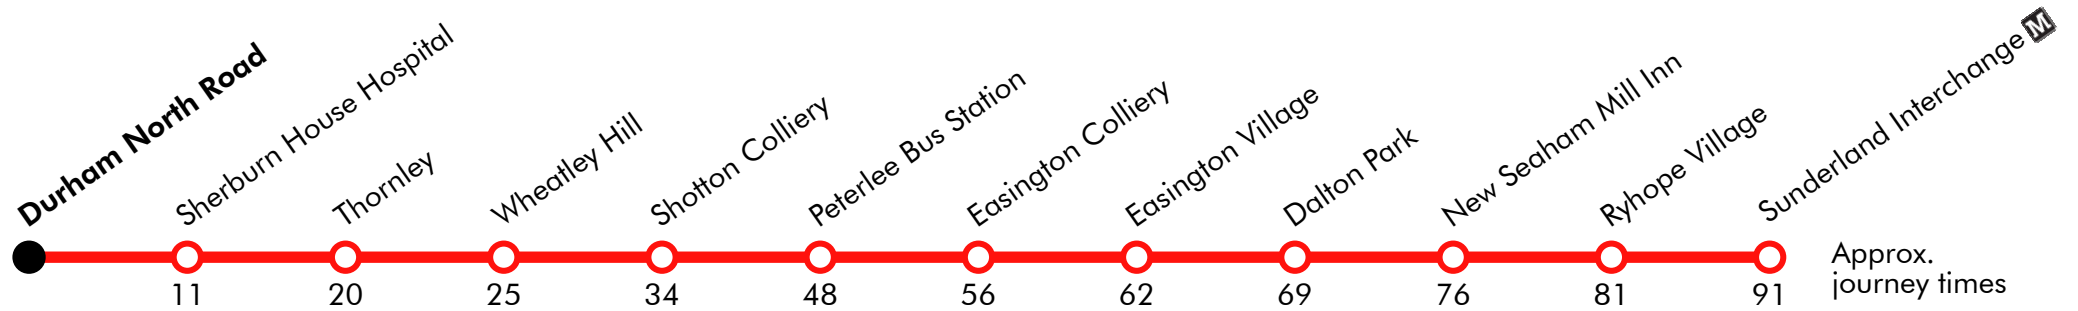 Durham North Road
Sherburn House Hospital
Thornley
Wheatley Hill
Shotton Colliery
Peterlee Bus Station
Easington Colliery
Easington Village
Dalton Park
New Seaham Mill Inn
Ryhope Village
Sunderland Interchange M
11 20 25 34 48 56 62 69 76 81 91
Approx.
journey times